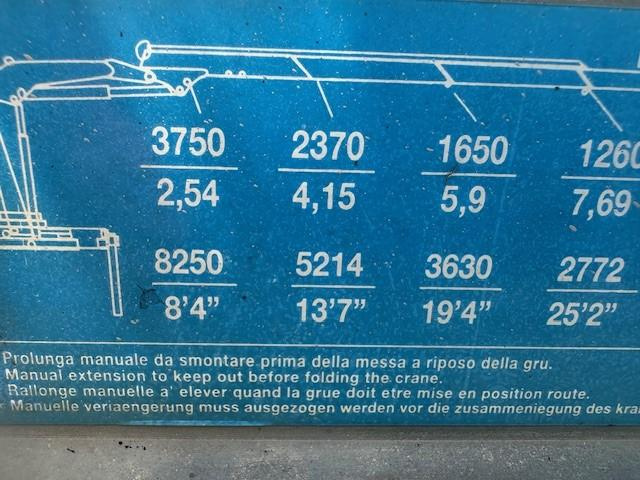 3750 2370 1650 1260
2,54 4,15 5,9 7,69
8250 5214 3630 2772
8'4” 13'7” 19'4” 25'2”
Prolunga manuale da smontare prima della messa a riposo della gru.
Manual extension to keep out before folding the crane.
Rallonge manuelle a' elever quand la grue doit etre mise en position route.
Manuelle veriaengerung muss ausgezogen werden vor die zusammeniegung des kra